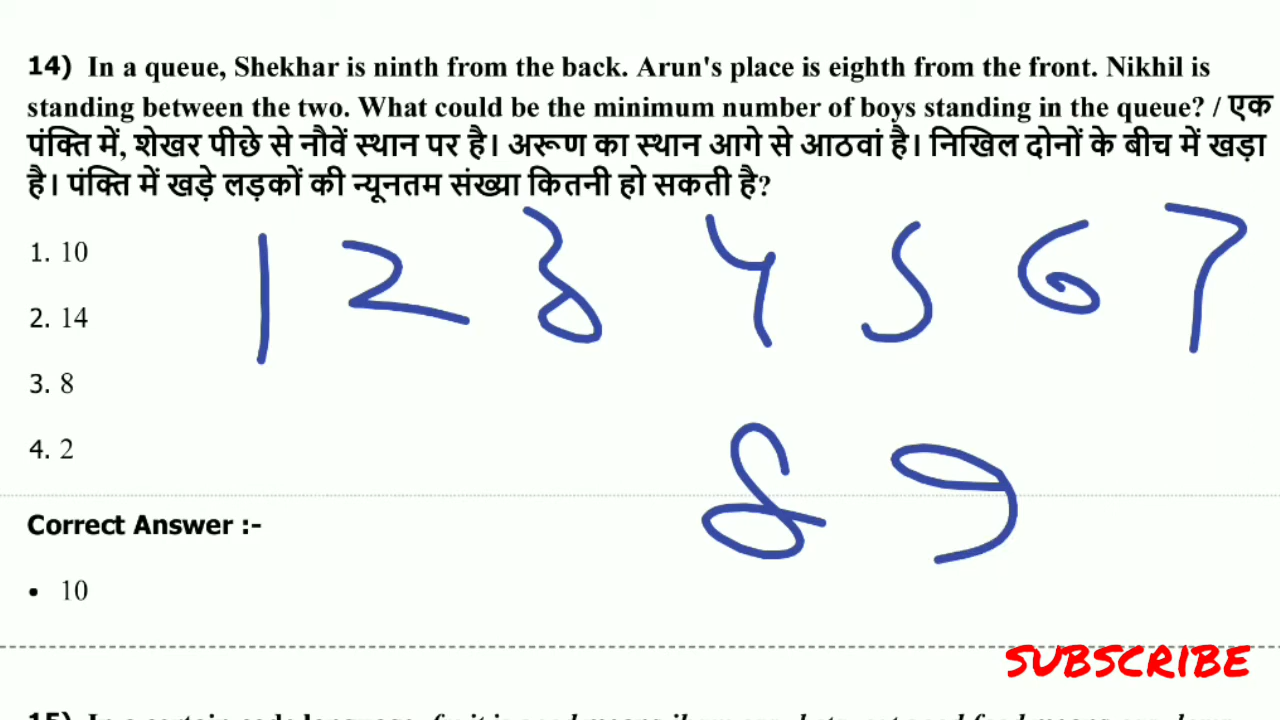 14) In a queue, Shekhar is ninth from the back. Arun's place is eighth from the front. Nikhil is
standing between the two. What could be the minimum number of boys standing in the queue? / एक
पंक्ति में, शेखर पीछे से नौवें स्थान पर है। अरूण का स्थान आगे से आठवां है। निखिल दोनों के बीच में खड़ा
है। पंक्ति में खड़े लड़कों की न्यूनतम संख्या कितनी हो सकती है?
1. 10
1 2 3 4 5 6 7
2. 14
3. 8
4. 2
8 9
Correct Answer :-
• 10
SUBSCRIBE